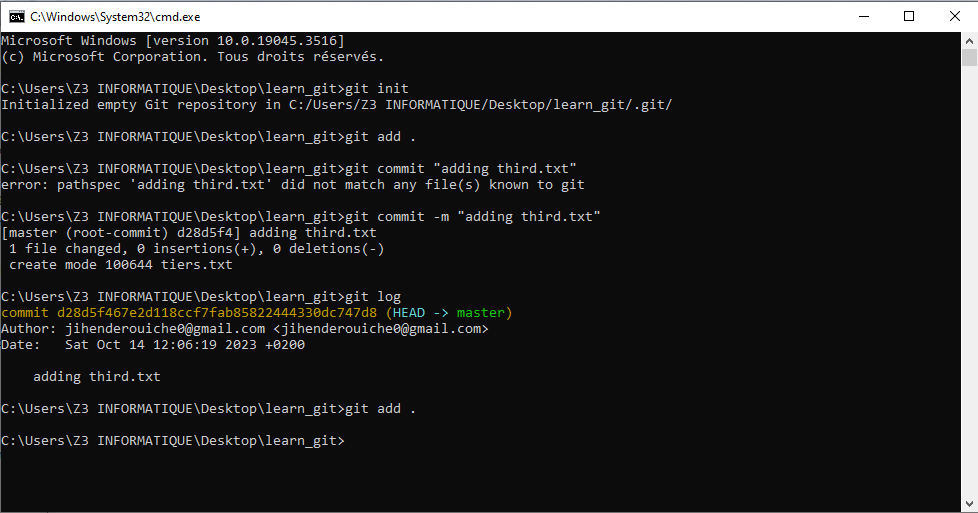 C:\Windows\System32\cmd.exe
Microsoft Windows [version 10.0.19045.3516]
(c) Microsoft Corporation. Tous droits réservés.
C:\Users\Z3 INFORMATIQUE\Desktop\learn_git>git init
Initialized empty Git repository in C:/Users/Z3 INFORMATIQUE/Desktop/learn_git/.git/
C:\Users\Z3 INFORMATIQUE\Desktop\learn_git>git add .
C:\Users\Z3 INFORMATIQUE\Desktop\learn_git>git commit "adding third.txt"
error: pathspec 'adding third.txt' did not match any file(s) known to git
C:\Users\Z3 INFORMATIQUE\Desktop\learn_git>git commit -m "adding third.txt"
[master (root-commit) d28d5f4] adding third.txt
 1 file changed, 0 insertions(+), 0 deletions(-)
 create mode 100644 tiers.txt
C:\Users\Z3 INFORMATIQUE\Desktop\learn_git>git log
commit d28d5f467e2d118ccf7fab85822444330dc747d8 (HEAD -> master)
Author: jihenderouiche0@gmail.com <jihenderouiche0@gmail.com>
Date:   Sat Oct 14 12:06:19 2023 +0200
    adding third.txt
C:\Users\Z3 INFORMATIQUE\Desktop\learn_git>git add .
C:\Users\Z3 INFORMATIQUE\Desktop\learn_git>